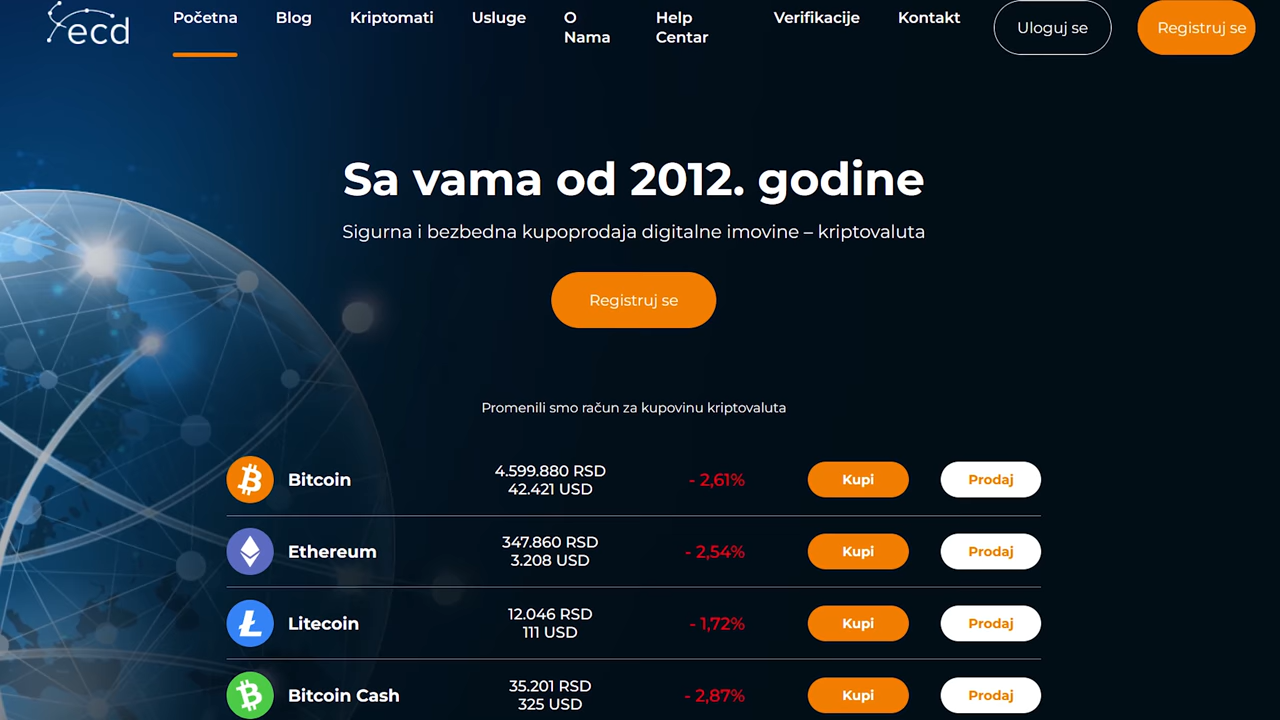 ecd
Početna
Blog
Kriptomati
Usluge
O
Nama
Help
Centar
Verifikacije
Kontakt
Uloguj se
Registruj se
Sa vama od 2012. godine
Sigurna i bezbedna kupoprodaja digitalne imovine – kriptovaluta
Registruj se
Promenili smo račun za kupovinu kriptovaluta
Bitcoin
4.599.880 RSD
42.421 USD
- 2,61%
Kupi
Prodaj
Ethereum
347.860 RSD
3.208 USD
- 2,54%
Kupi
Prodaj
Litecoin
12.046 RSD
111 USD
- 1,72%
Kupi
Prodaj
Bitcoin Cash
35.201 RSD
325 USD
- 2,87%
Kupi
Prodaj